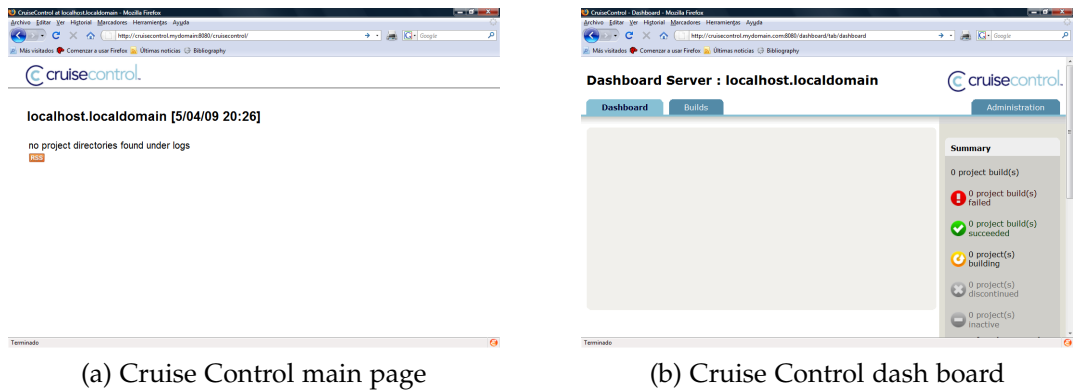 CruiseControl at localhost.localdomain - Mozilla Firefox
Archivo Editar Ver Historial Marcadores Herramientas Ayuda
http://cruisecontrol.mydomain:8080/cruisecontrol/
Google
Más visitados Comenzar a usar Firefox Últimas noticias Bibliography
cruisecontrol
localhost.localdomain [5/04/09 20:26]
no project directories found under logs
RSS
Terminado
(a) Cruise Control main page
CruiseControl - Dashboard - Mozilla Firefox
Archivo Editar Ver Historial Marcadores Herramientas Ayuda
http://cruisecontrol.mydomain.com:8080/dashboard/tab/dashboard
Google
Más visitados Comenzar a usar Firefox Últimas noticias Bibliography
Dashboard Server : localhost.localdomain
cruisecontrol
Dashboard Builds Administration
Summary
0 project build(s)
0 project build(s)
failed
0 project build(s)
succeeded
0 project(s)
building
0 project(s)
discontinued
0 project(s)
inactive
Terminado
(b) Cruise Control dash board